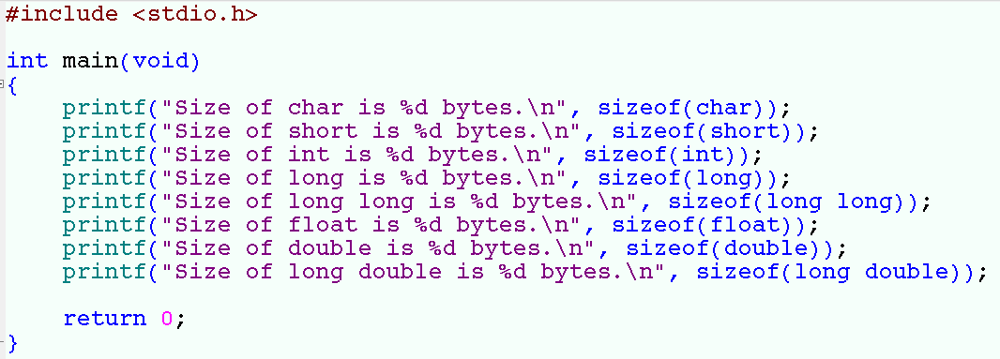 #include <stdio.h>

int main(void)
{
    printf("Size of char is %d bytes.\n", sizeof(char));
    printf("Size of short is %d bytes.\n", sizeof(short));
    printf("Size of int is %d bytes.\n", sizeof(int));
    printf("Size of long is %d bytes.\n", sizeof(long));
    printf("Size of long long is %d bytes.\n", sizeof(long long));
    printf("Size of float is %d bytes.\n", sizeof(float));
    printf("Size of double is %d bytes.\n", sizeof(double));
    printf("Size of long double is %d bytes.\n", sizeof(long double));

    return 0;
}